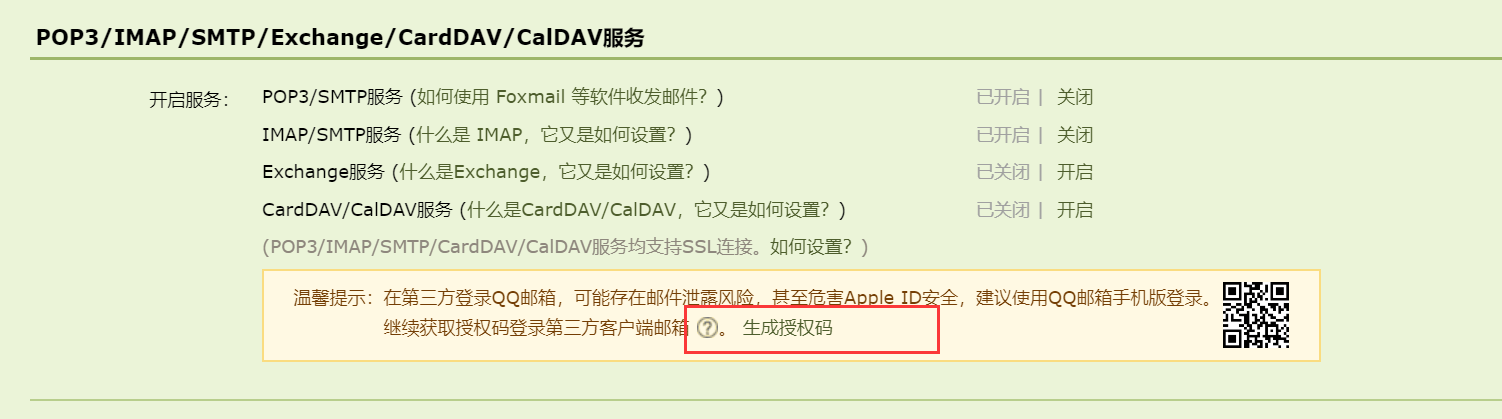 POP3/IMAP/SMTP/Exchange/CardDAV/CalDAV服务
开启服务： POP3/SMTP服务 (如何使用 Foxmail 等软件收发邮件？) 已开启 | 关闭
IMAP/SMTP服务 (什么是 IMAP，它又是如何设置？) 已开启 | 关闭
Exchange服务 (什么是Exchange，它又是如何设置？) 已关闭 | 开启
CardDAV/CalDAV服务 (什么是CardDAV/CalDAV，它又是如何设置？) 已关闭 | 开启
(POP3/IMAP/SMTP/CardDAV/CalDAV服务均支持SSL连接。如何设置？)
温馨提示：在第三方登录QQ邮箱，可能存在邮件泄露风险，甚至危害Apple ID安全，建议使用QQ邮箱手机版登录。
继续获取授权码登录第三方客户端邮箱 ?。 生成授权码